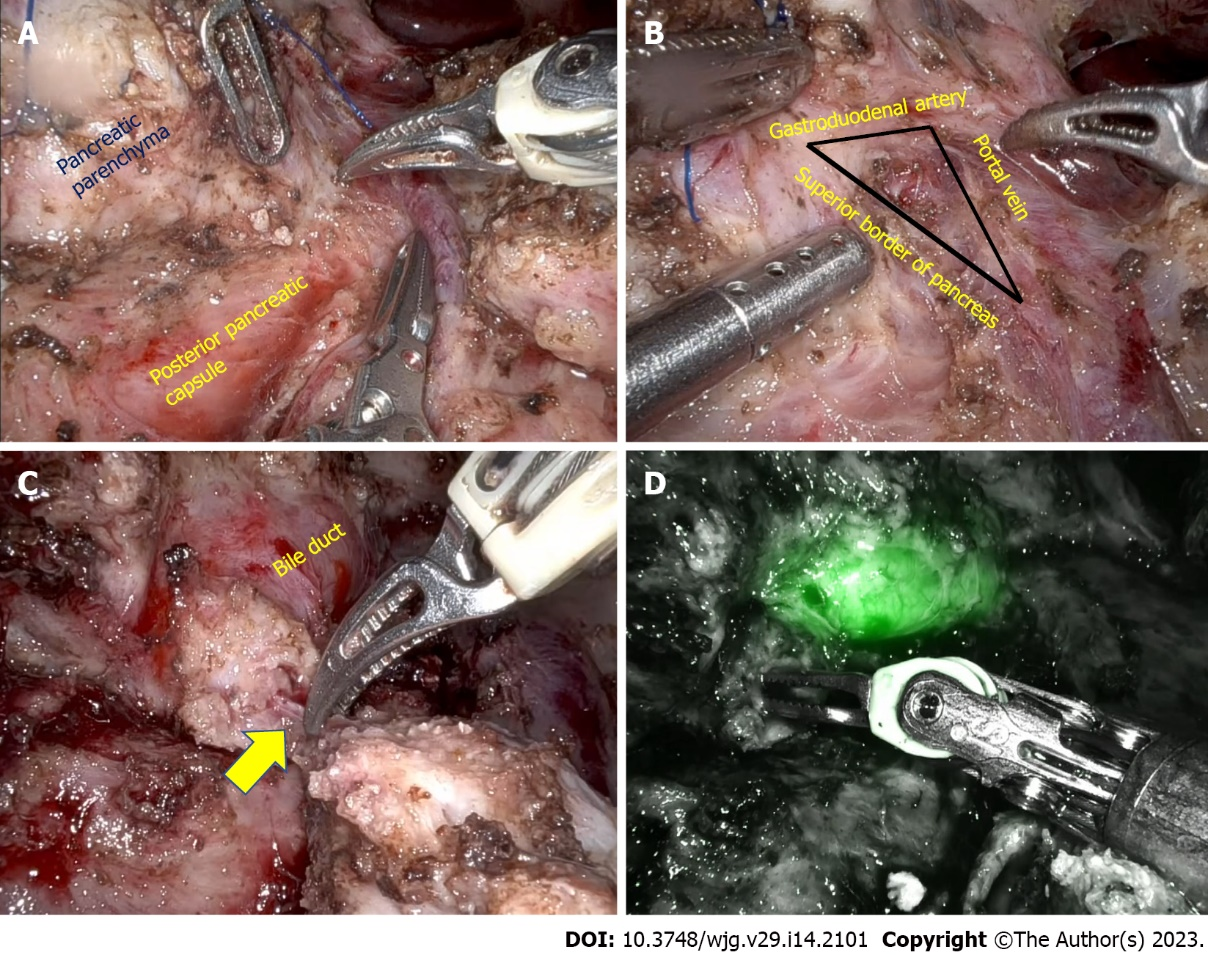 A
Pancreatic
parenchyma
Posterior pancreatic
capsule
B
Gastroduodenal artery
Portal vein
Superior border of pancreas
C
Bile duct
D
DOI: 10.3748/wjg.v29.i14.2101 Copyright ©The Author(s) 2023.